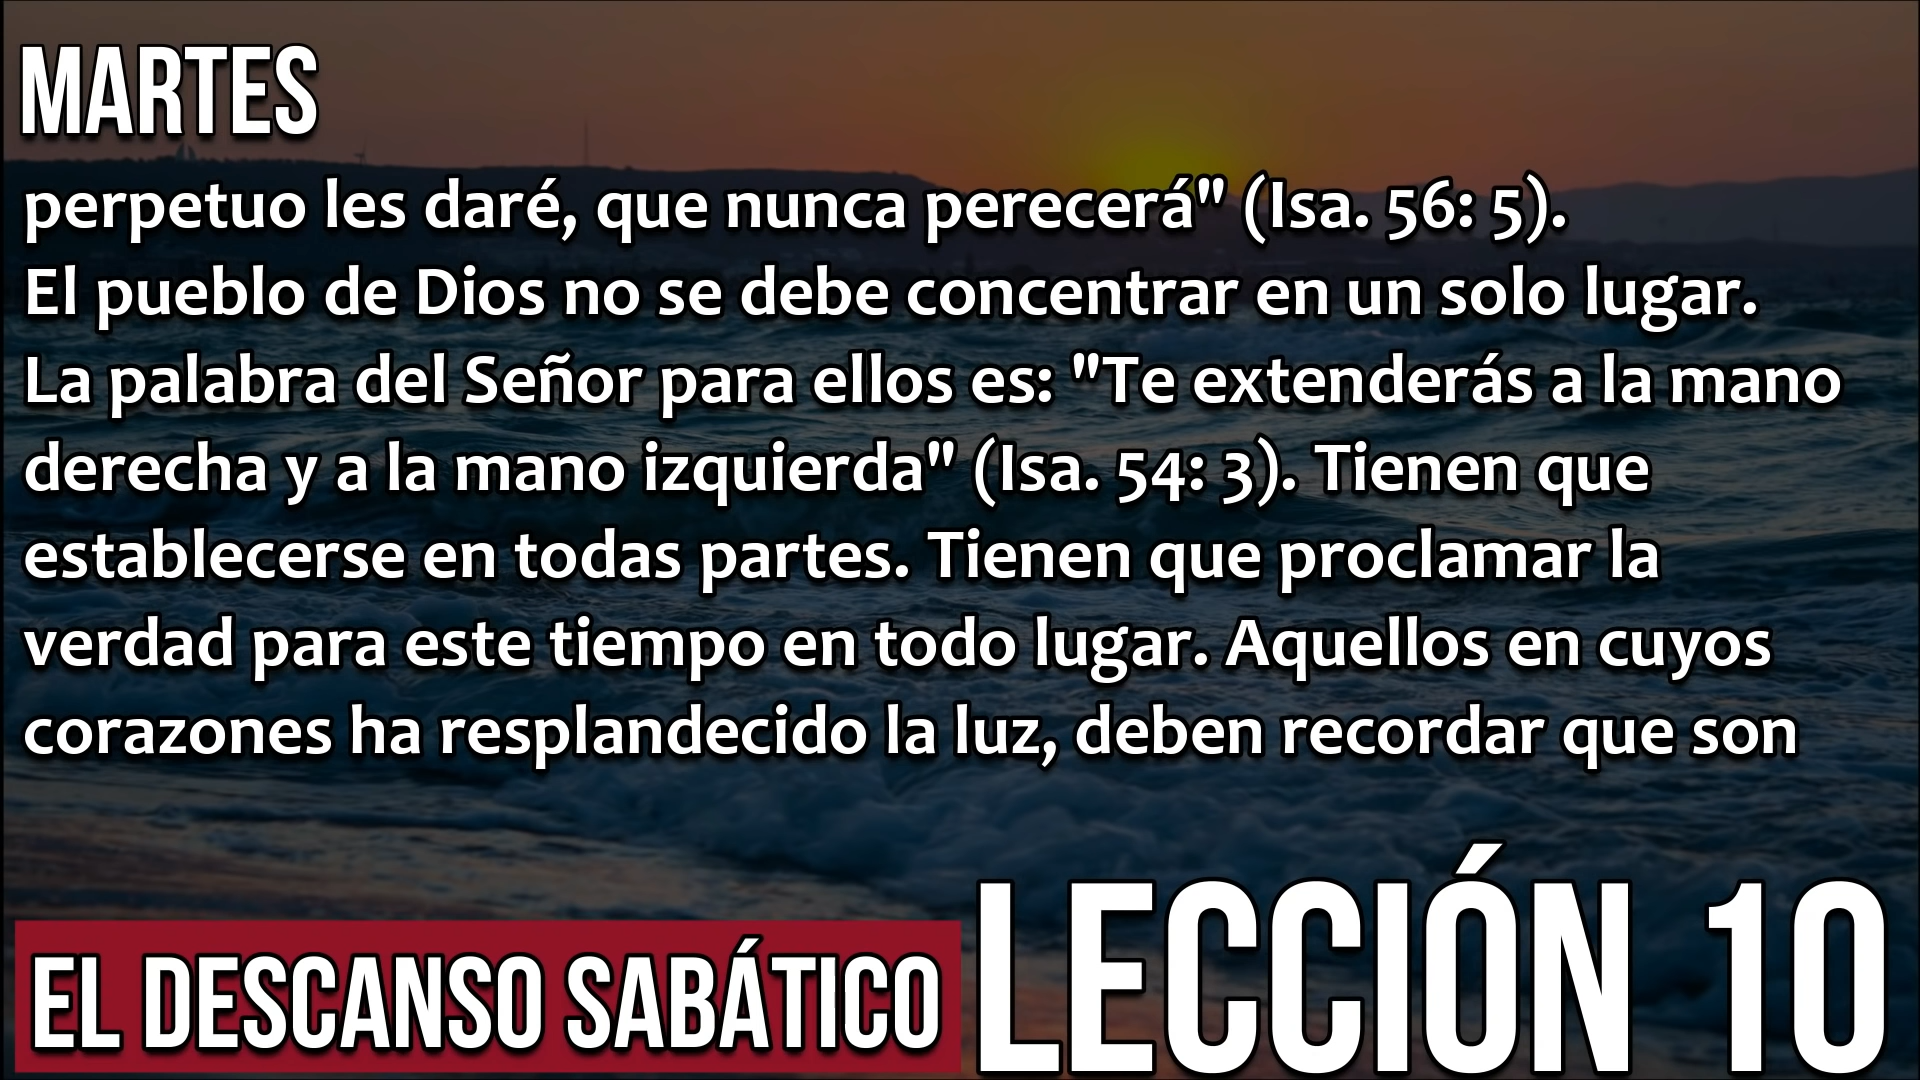 MARTES
perpetuo les daré, que nunca perecerá" (Isa. 56: 5).
El pueblo de Dios no se debe concentrar en un solo lugar.
La palabra del Señor para ellos es: "Te extenderás a la mano
derecha y a la mano izquierda" (Isa. 54: 3). Tienen que
establecerse en todas partes. Tienen que proclamar la
verdad para este tiempo en todo lugar. Aquellos en cuyos
corazones ha resplandecido la luz, deben recordar que son
EL DESCANSO SABÁTICO
LECCIÓN 10